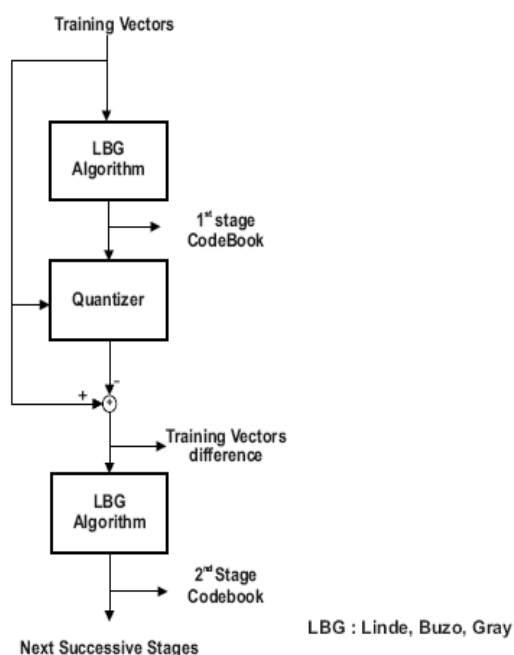 Training Vectors
LBG
Algorithm
1st stage
CodeBook
Quantizer
-
+
+
Training Vectors
difference
LBG
Algorithm
2nd Stage
Codebook
LBG : Linde, Buzo, Gray
Next Successive Stages